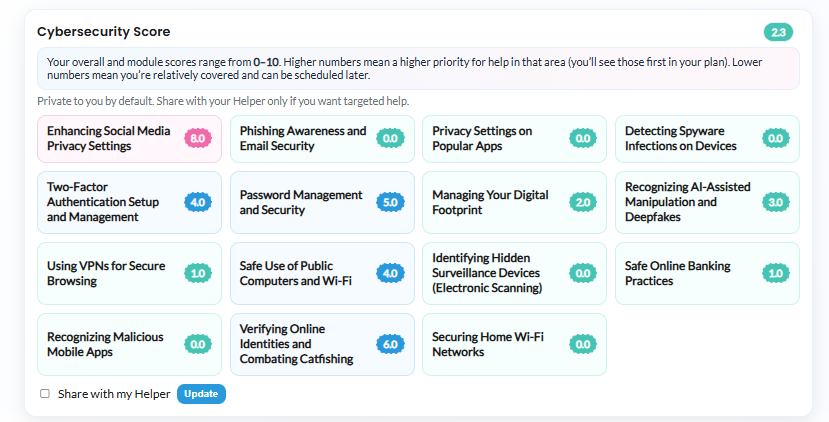 Cybersecurity Score
2.3
Your overall and module scores range from 0–10. Higher numbers mean a higher priority for help in that area (you'll see those first in your plan). Lower
numbers mean you're relatively covered and can be scheduled later.
Private to you by default. Share with your Helper only if you want targeted help.
Enhancing Social Media
Privacy Settings
8.0
Phishing Awareness and
Email Security
0.0
Privacy Settings on
Popular Apps
0.0
Detecting Spyware
Infections on Devices
0.0
Two-Factor
Authentication Setup
and Management
4.0
Password Management
and Security
5.0
Managing Your Digital
Footprint
2.0
Recognizing AI-Assisted
Manipulation and
Deepfakes
3.0
Using VPNs for Secure
Browsing
1.0
Safe Use of Public
Computers and Wi-Fi
4.0
Identifying Hidden
Surveillance Devices
(Electronic Scanning)
0.0
Safe Online Banking
Practices
1.0
Recognizing Malicious
Mobile Apps
0.0
Verifying Online
Identities and
Combating Catfishing
6.0
Securing Home Wi-Fi
Networks
0.0
Share with my Helper
Update